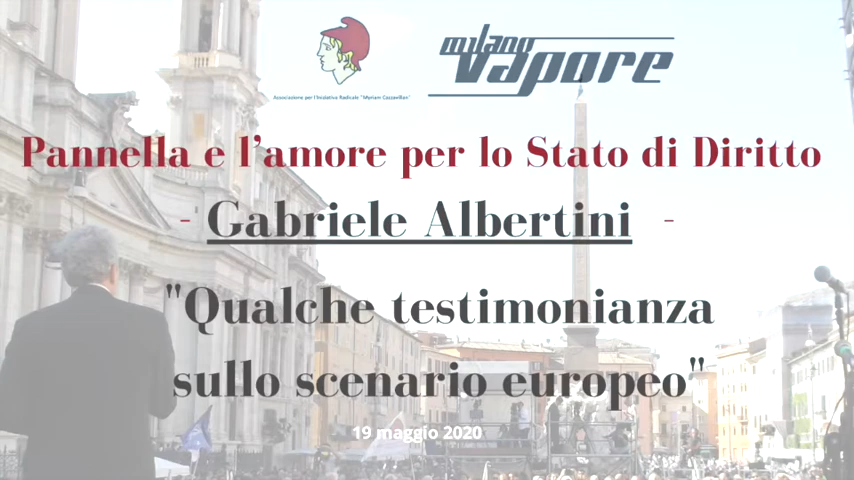 milano
vapore
Associazione per l'Iniziativa Radicale "Myriam Cazzavillan"
Pannella e l'amore per lo Stato di Diritto
- Gabriele Albertini -
"Qualche testimonianza
sullo scenario europeo"
19 maggio 2020